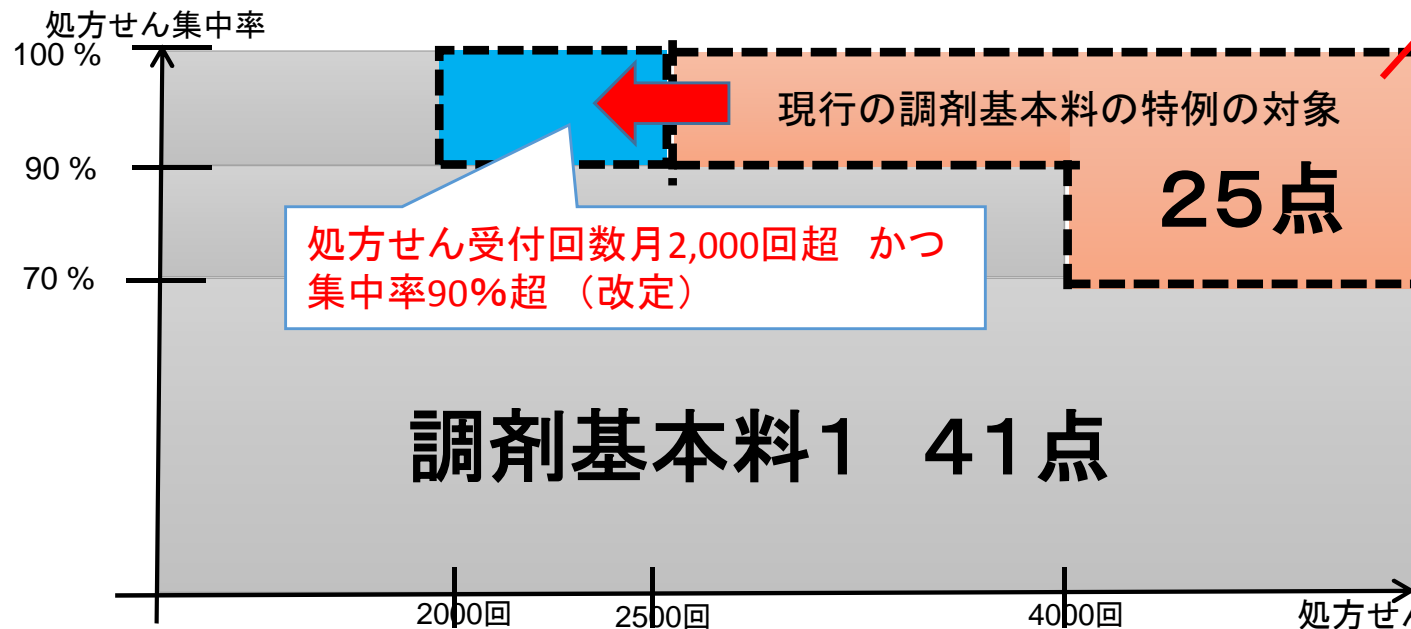 処方せん集中率
100 %
現行の調剤基本料の特例の対象
90 %
25点
処方せん受付回数月2,000回超 かつ
集中率90%超 (改定)
70 %
調剤基本料1 41点
2000回
2500回
4000回
処方せ